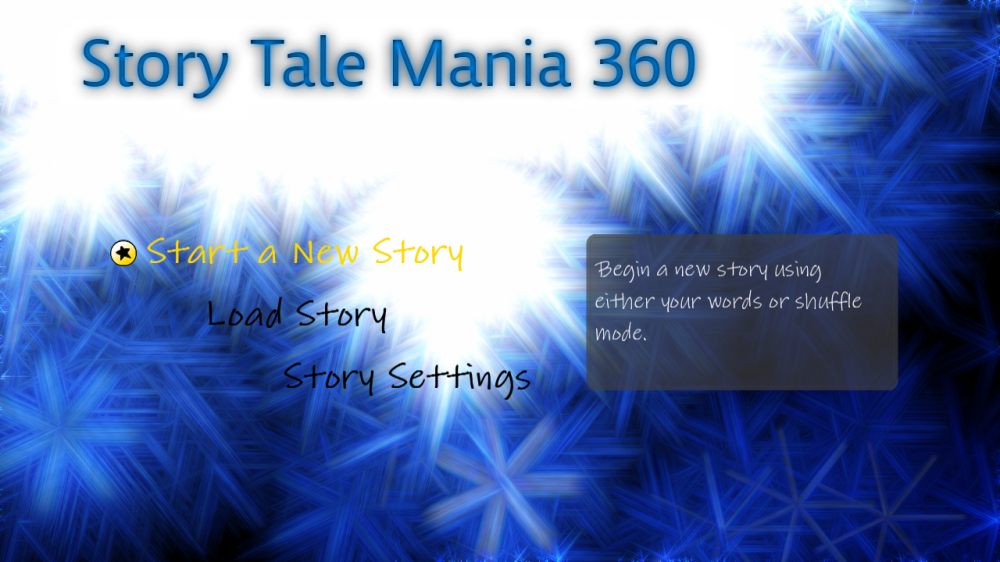 Story Tale Mania 360
Start a New Story
Load Story
Story Settings
Begin a new story using
either your words or shuffle
mode.